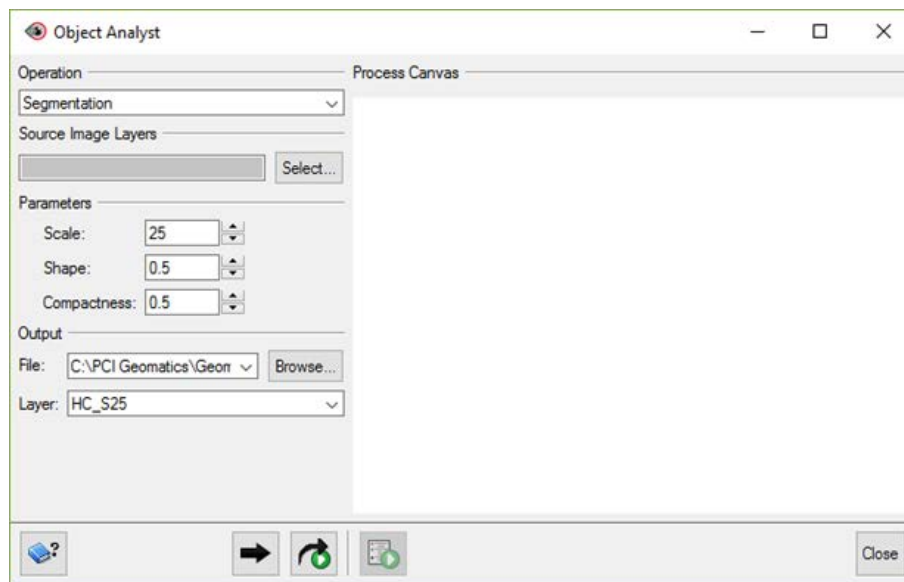 Object Analyst
Operation
Segmentation
Source Image Layers
Select...
Parameters
Scale: 25
Shape: 0.5
Compactness: 0.5
Output
File: C:\PCI Geomatics\Geom Browse...
Layer: HC_S25
Process Canvas
?
Close